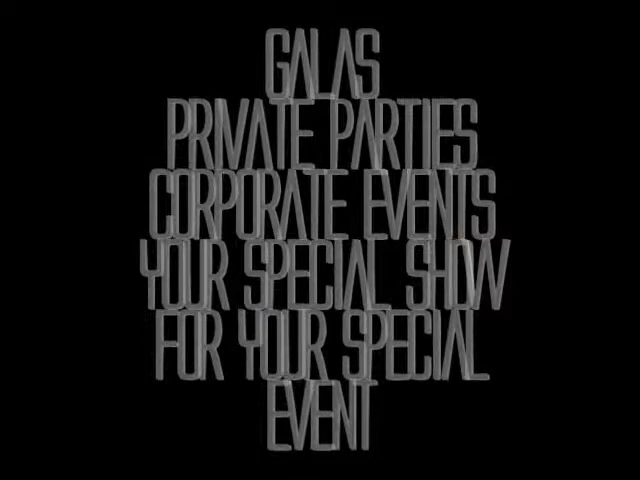 GALAS
PRIVATE PARTIES
CORPORATE EVENTS
YOUR SPECIAL SHOW
FOR YOUR SPECIAL
EVENT